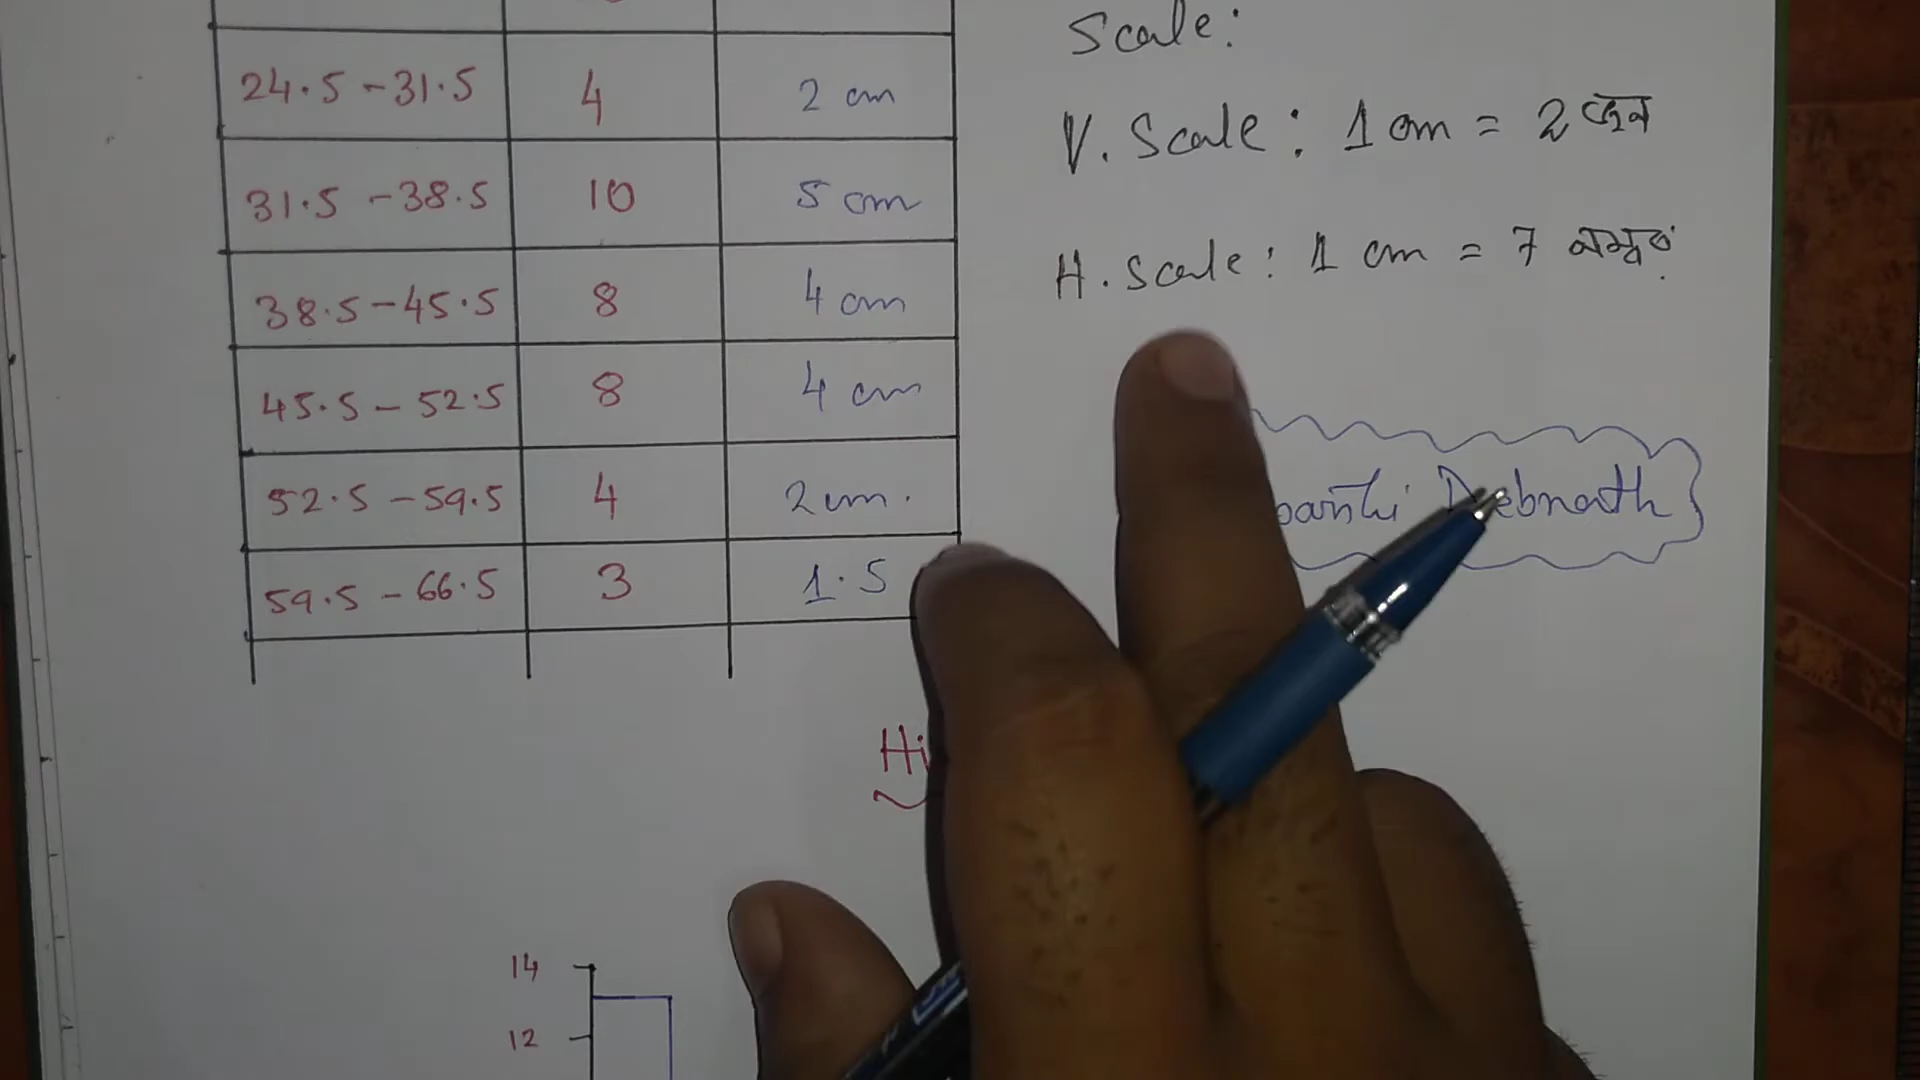 Scale:
24.5 - 31.5 4 2 cm
V. Scale: 1 cm = 2 জন
31.5 - 38.5 10 5 cm
H. Scale: 1 cm = 7 নম্বর
38.5 - 45.5 8 4 cm
45.5 - 52.5 8 4 cm
52.5 - 59.5 4 2 cm.
Debnath
59.5 - 66.5 3 1.5
Hi
14
12